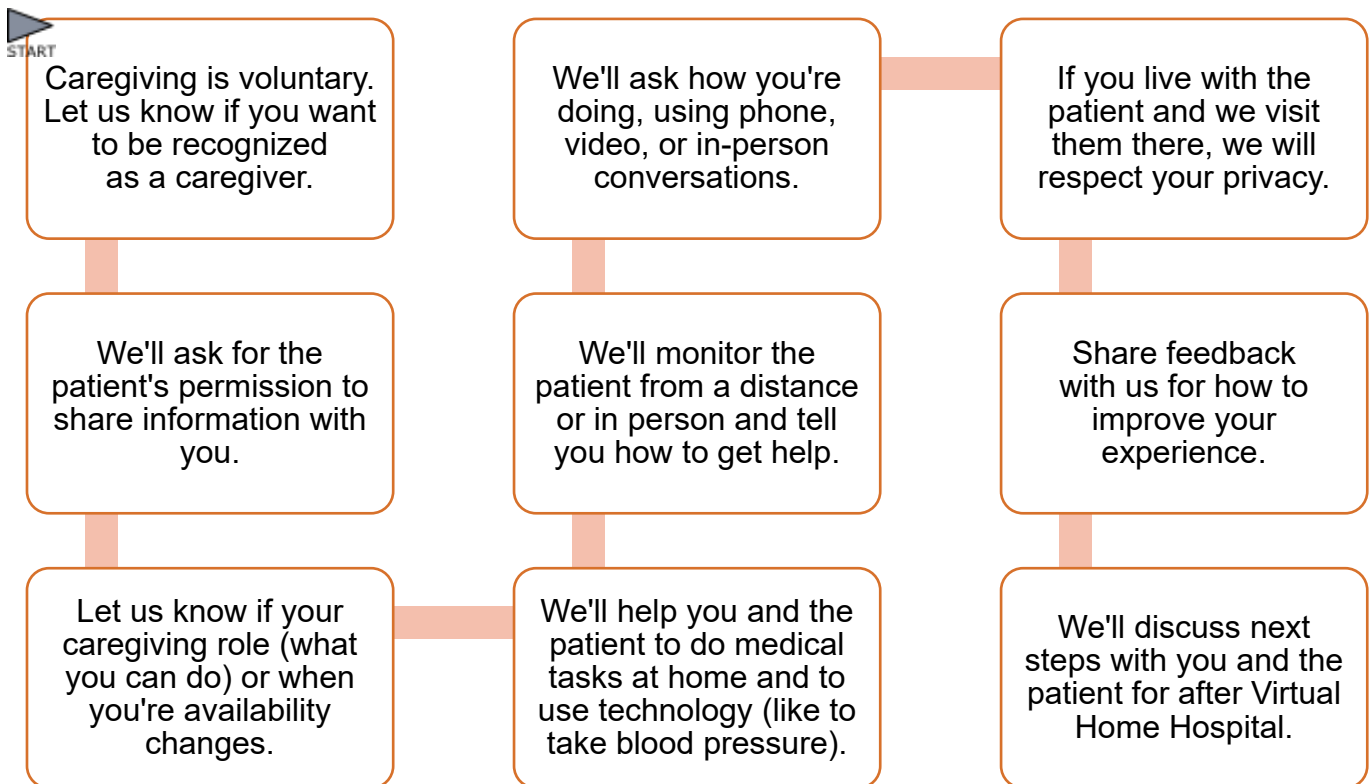 START
Caregiving is voluntary.
Let us know if you want
to be recognized
as a caregiver.
We'll ask for the
patient's permission to
share information with
you.
Let us know if your
caregiving role (what
you can do) or when
you're availability
changes.
We'll help you and the
patient to do medical
tasks at home and to
use technology (like to
take blood pressure).
We'll monitor the
patient from a distance
or in person and tell
you how to get help.
We'll ask how you're
doing, using phone,
video, or in-person
conversations.
If you live with the
patient and we visit
them there, we will
respect your privacy.
Share feedback
with us for how to
improve your
experience.
We'll discuss next
steps with you and the
patient for after Virtual
Home Hospital.